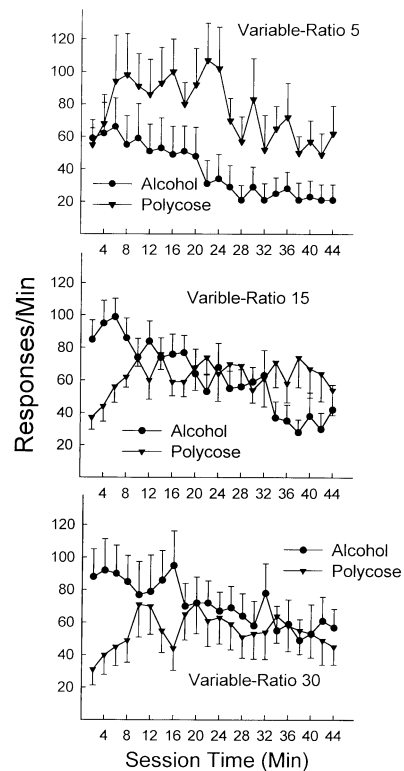 Variable-Ratio 5
120
100
80
60
40
20
Alcohol
Polycose
4 8 12 16 20 24 28 32 36 40 44
Responses/Min
Varible-Ratio 15
120
100
80
60
40
20
Alcohol
Polycose
4 8 12 16 20 24 28 32 36 40 44
120
100
80
60
40
20
Alcohol
Polycose
Variable-Ratio 30
4 8 12 16 20 24 28 32 36 40 44
Session Time (Min)